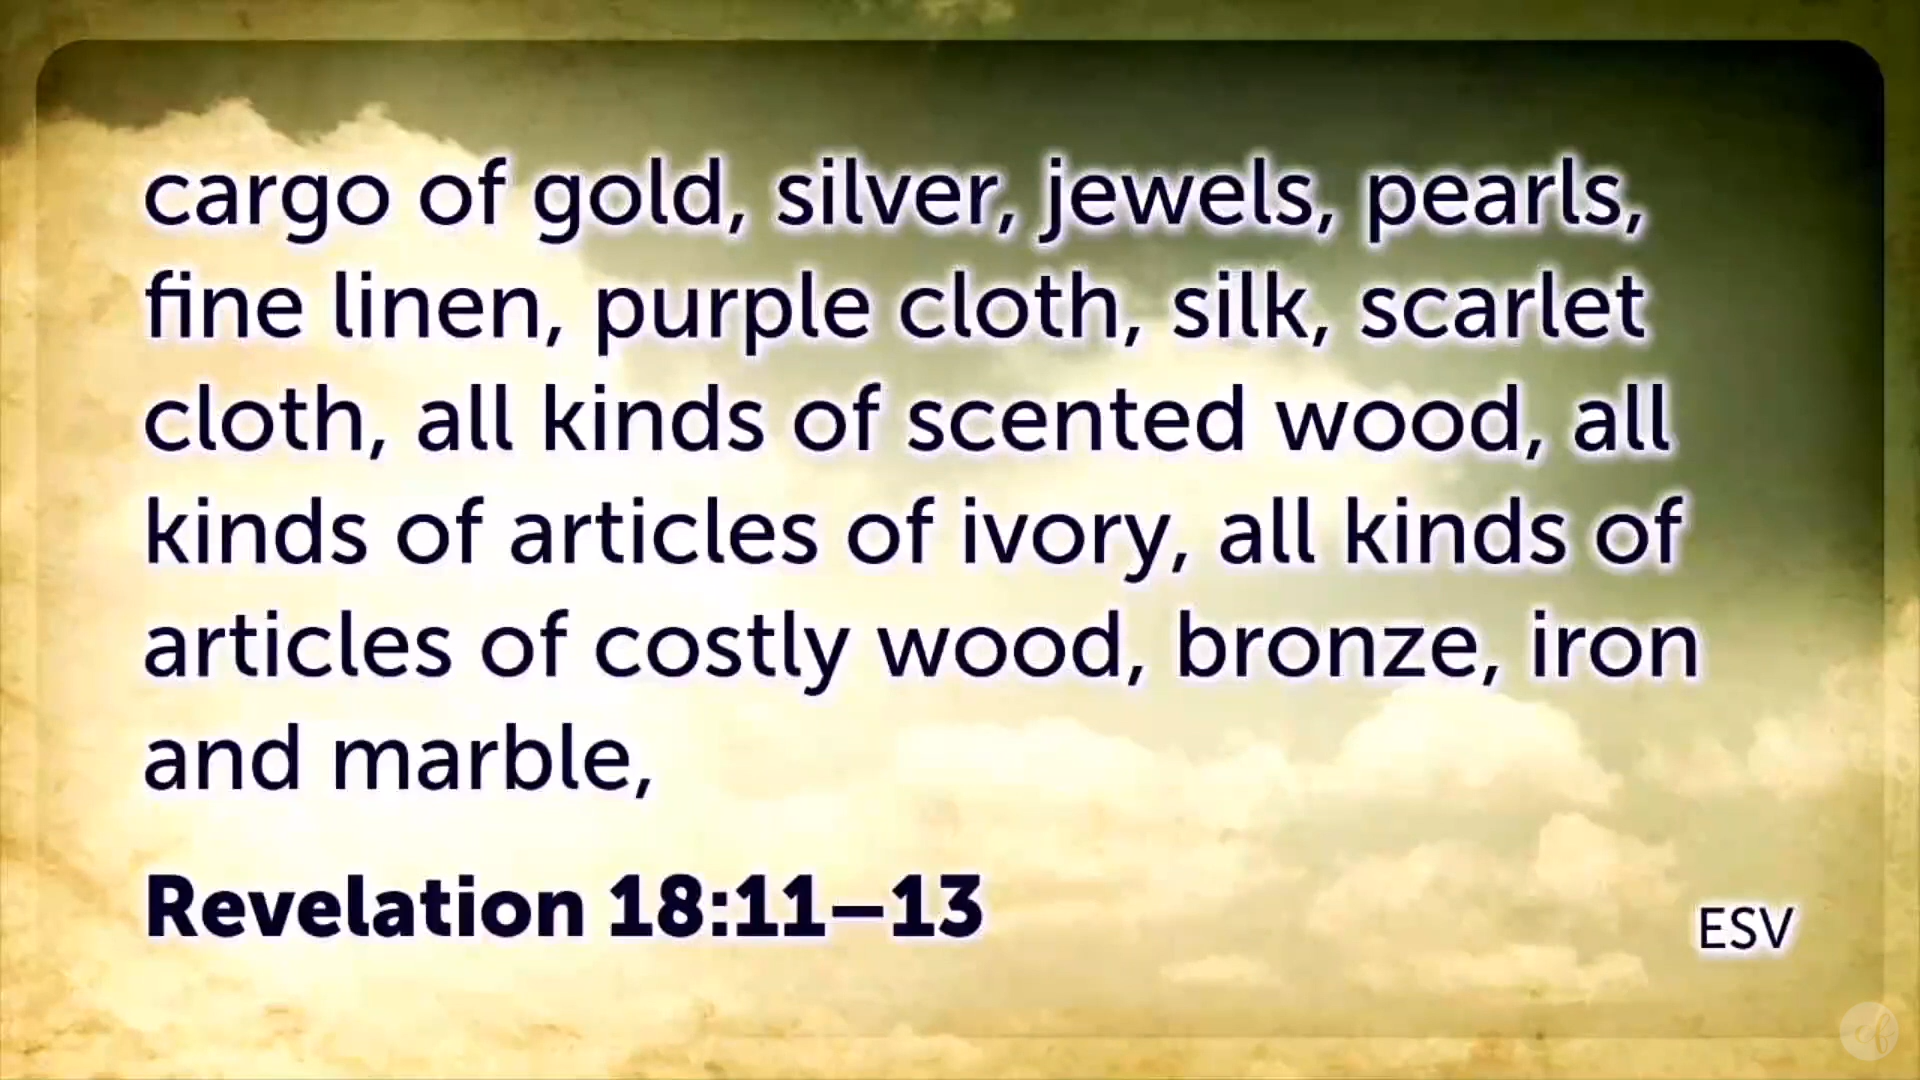 cargo of gold, silver, jewels, pearls,
fine linen, purple cloth, silk, scarlet
cloth, all kinds of scented wood, all
kinds of articles of ivory, all kinds of
articles of costly wood, bronze, iron
and marble,
Revelation 18:11–13
ESV